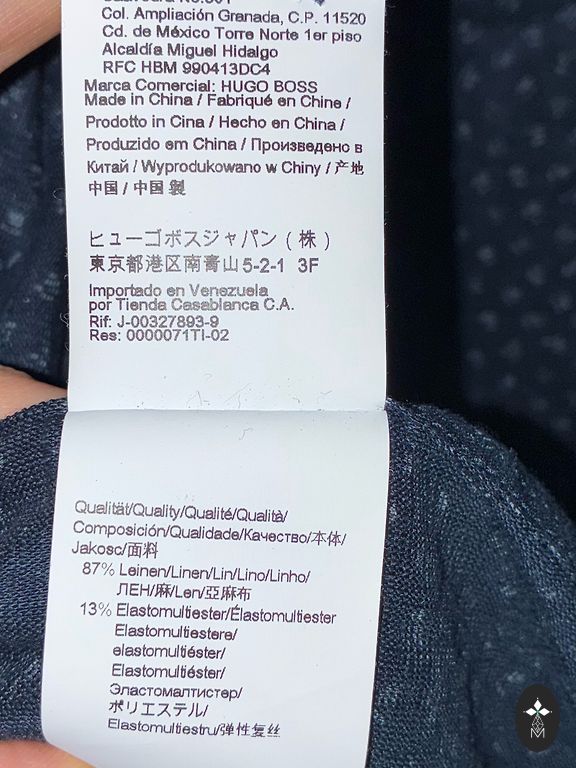 Col. Ampliación Granada, C.P. 11520
Cd. de México Torre Norte 1er piso
Alcaldía Miguel Hidalgo
RFC HBM 990413DC4
Marca Comercial: HUGO BOSS
Made in China / Fabriqué en Chine /
Prodotto in Cina / Hecho en China /
Produzido em China / Произведено в
Китай / Wyprodukowano w Chiny / 产地
中国 / 中国 製
ヒューゴボスジャパン ( 株 )
東京都港区南青山 5-2-1 3F
Importado en Venezuela
por Tienda Casablanca C.A.
Rif: J-00327893-9
Res: 0000071TI-02
Qualität/Quality/Qualité/Qualità/
Composición/Qualidade/Качество/本体/
Jakosc/面料
87% Leinen/Linen/Lin/Lino/Linho/
ЛЕН/麻/Len/亞麻布
13% Elastomultiester/Élastomultiester
Elastomultiestere/
elastomultiéster/
Elastomultiéster/
Эластомалтистер/
ポリエステル/
Elastomultiestru/弹性复丝
M